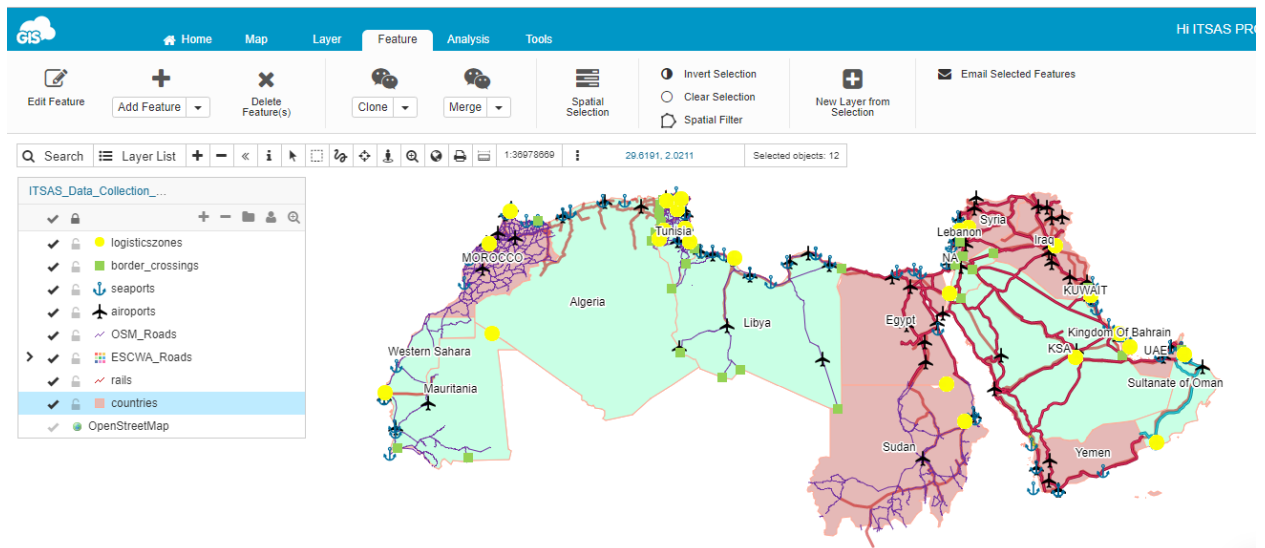 GIS
Home Map Layer Feature Analysis Tools
Hi ITSAS PRO
Edit Feature
Add Feature
Delete Feature(s)
Clone
Merge
Spatial Selection
Invert Selection
Clear Selection
Spatial Filter
New Layer from Selection
Email Selected Features
Search Layer List 1:36978669 29.6191, 2.0211 Selected objects: 12
ITSAS_Data_Collection_...
logisticszones
border_crossings
seaports
airoports
OSM_Roads
ESCWA_Roads
rails
countries
OpenStreetMap
Tunisia
Syria
Lebanon
Iraq
MOROCCO
NA
KUWAIT
Algeria
Libya
Egypt
Kingdom Of Bahrain
Western Sahara
KSA
UAE
Mauritania
Sultanate of Oman
Sudan
Yemen